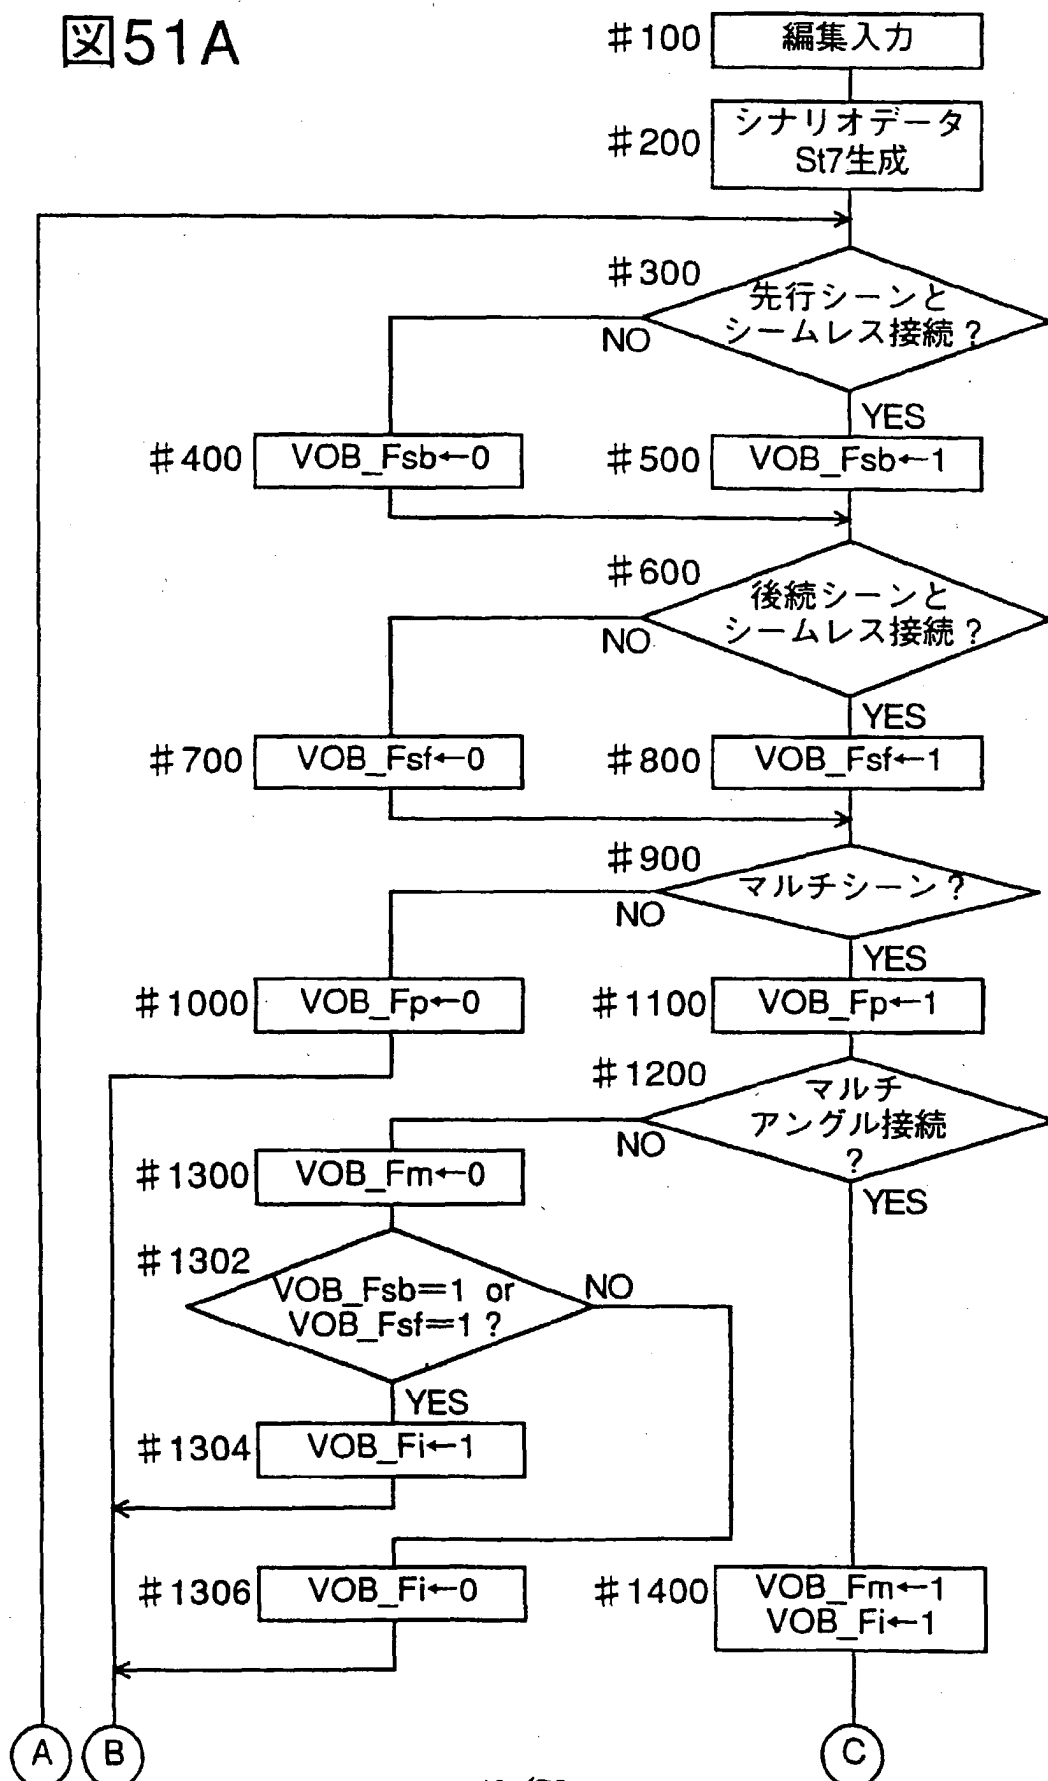 図51A
#100 編集入力
#200 シナリオデータ
St7生成
#300 先行シーンと
シームレス接続?
NO
YES
#400 VOB_Fsb←0
#500 VOB_Fsb←1
#600 後続シーンと
シームレス接続?
NO
YES
#700 VOB_Fsf←0
#800 VOB_Fsf←1
#900 マルチシーン?
NO
YES
#1000 VOB_Fp←0
#1100 VOB_Fp←1
#1200 マルチ
アングル接続
?
NO
YES
#1300 VOB_Fm←0
#1302 VOB_Fsb=1 or
VOB_Fsf=1?
NO
YES
#1304 VOB_Fi←1
#1306 VOB_Fi←0
#1400 VOB_Fm←1
VOB_Fi←1
A B C